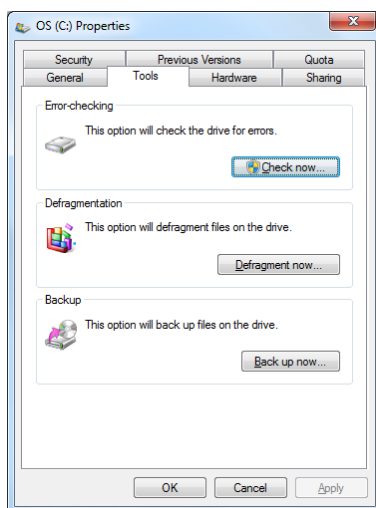 OS (C:) Properties
Security Previous Versions Quota
General Tools Hardware Sharing
Error-checking
This option will check the drive for errors.
Check now...
Defragmentation
This option will defragment files on the drive.
Defragment now...
Backup
This option will back up files on the drive.
Back up now...
OK Cancel Apply